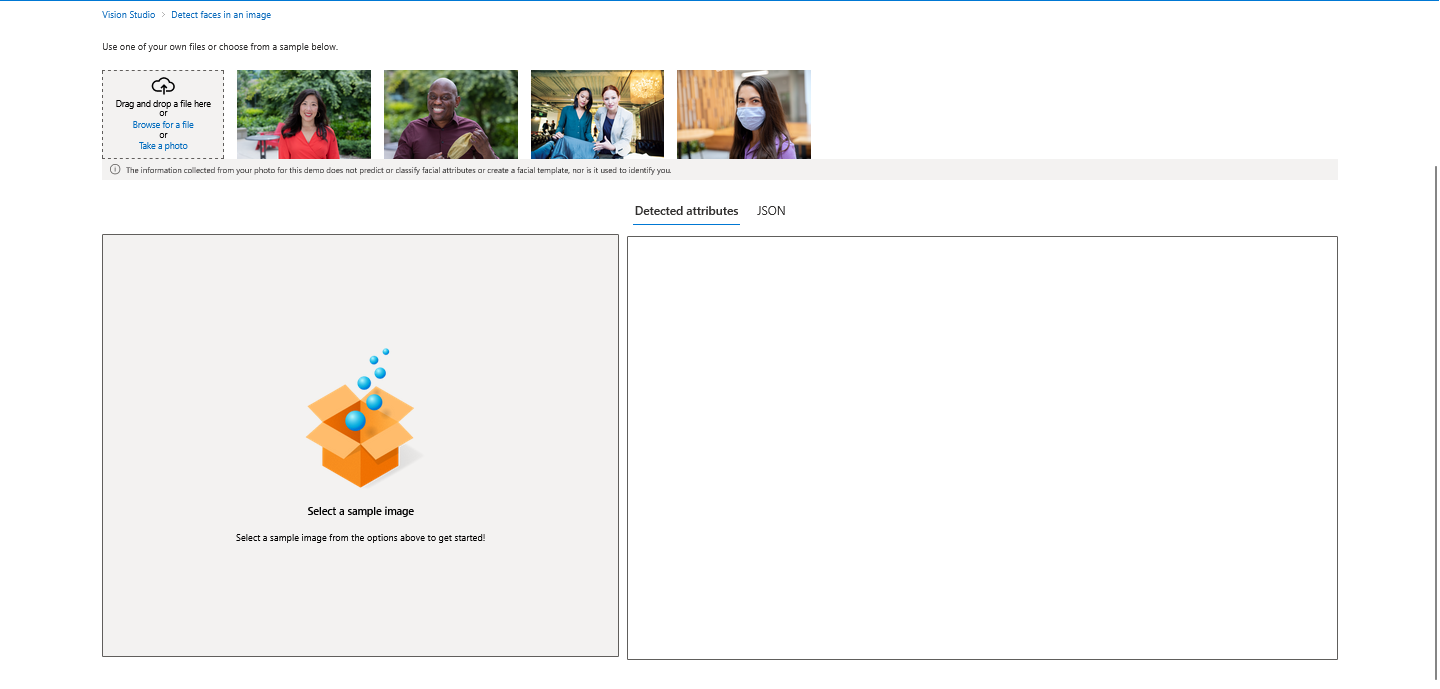 Vision Studio > Detect faces in an image
Use one of your own files or choose from a sample below.
Drag and drop a file here
or
Browse for a file
or
Take a photo
The information collected from your photo for this demo does not predict or classify facial attributes or create a facial template, nor is it used to identify you.
Detected attributes JSON
Select a sample image
Select a sample image from the options above to get started!